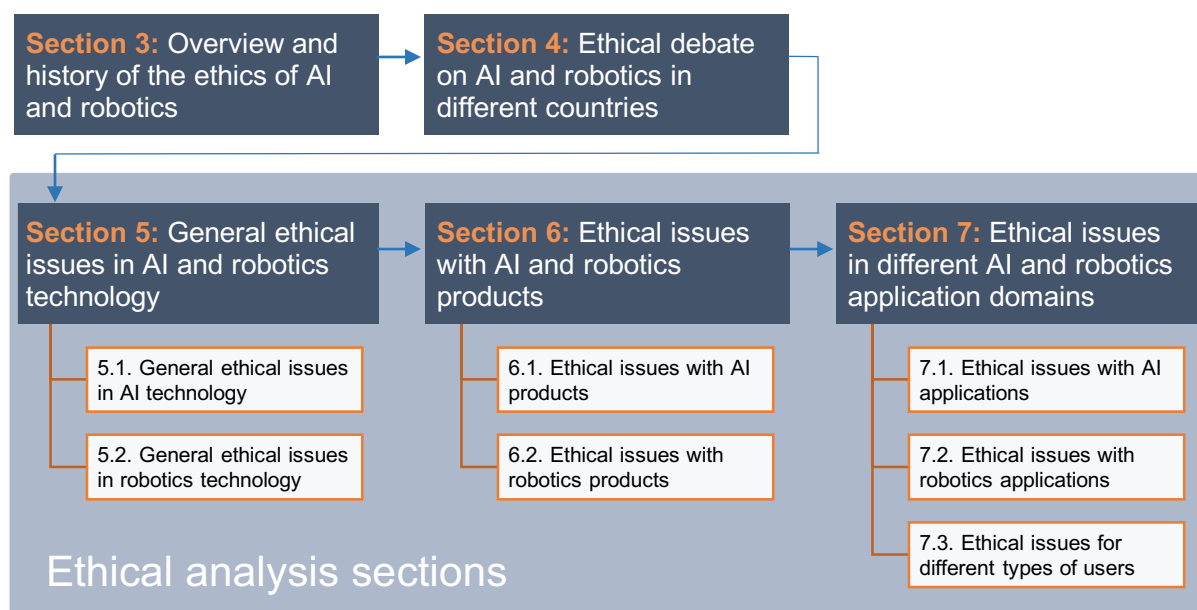 Section 3: Overview and
history of the ethics of AI
and robotics
Section 4: Ethical debate
on AI and robotics in
different countries
Section 5: General ethical
issues in AI and robotics
technology
5.1. General ethical issues
in AI technology
5.2. General ethical issues
in robotics technology
Section 6: Ethical issues
with AI and robotics
products
6.1. Ethical issues with AI
products
6.2. Ethical issues with
robotics products
Section 7: Ethical issues
in different AI and robotics
application domains
7.1. Ethical issues with AI
applications
7.2. Ethical issues with
robotics applications
7.3. Ethical issues for
different types of users
Ethical analysis sections